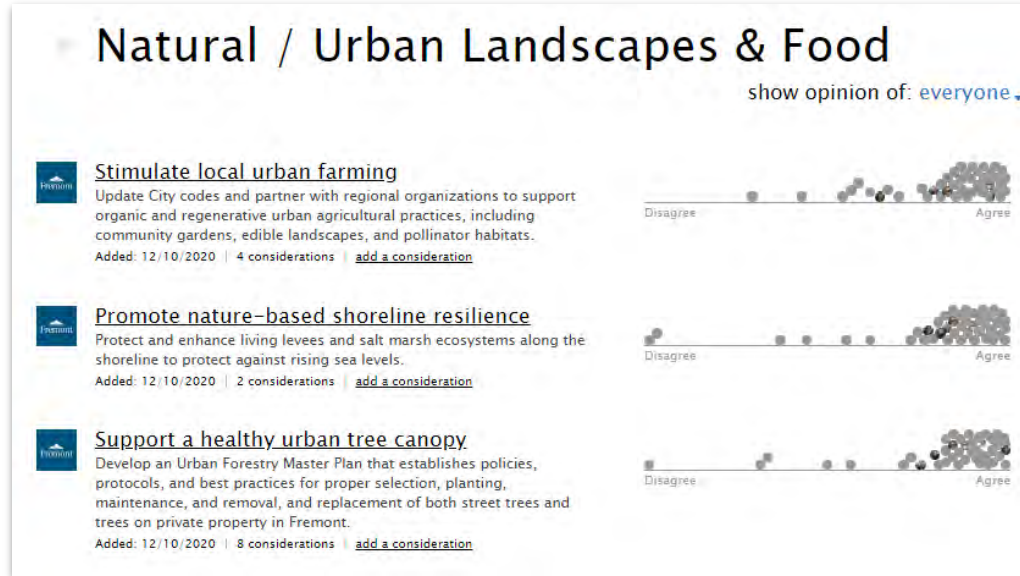 Natural / Urban Landscapes & Food
show opinion of: everyone
Fremont
Stimulate local urban farming
Update City codes and partner with regional organizations to support
organic and regenerative urban agricultural practices, including
community gardens, edible landscapes, and pollinator habitats.
Added: 12/10/2020 | 4 considerations | add a consideration
Disagree
Agree
Fremont
Promote nature-based shoreline resilience
Protect and enhance living levees and salt marsh ecosystems along the
shoreline to protect against rising sea levels.
Added: 12/10/2020 | 2 considerations | add a consideration
Disagree
Agree
Fremont
Support a healthy urban tree canopy
Develop an Urban Forestry Master Plan that establishes policies,
protocols, and best practices for proper selection, planting,
maintenance, and removal, and replacement of both street trees and
trees on private property in Fremont.
Added: 12/10/2020 | 8 considerations | add a consideration
Disagree
Agree